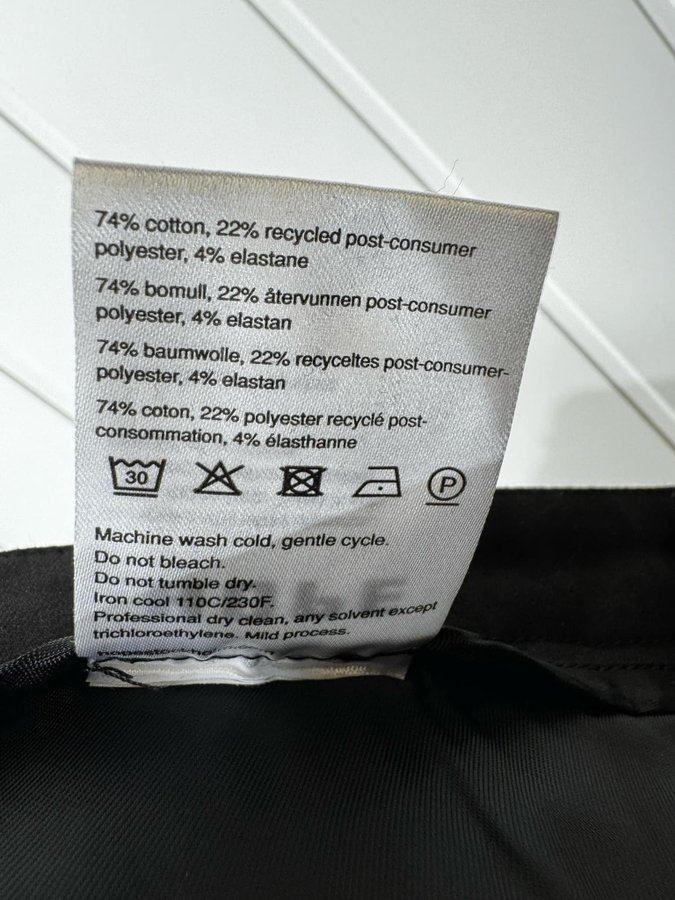 74% cotton, 22% recycled post-consumer
polyester, 4% elastane
74% bomull, 22% återvunnen post-consumer
polyester, 4% elastan
74% baumwolle, 22% recyceltes post-consumer-
polyester, 4% elastan
74% coton, 22% polyester recyclé post-
consommation, 4% élasthanne
30
P
Machine wash cold, gentle cycle.
Do not bleach.
Do not tumble dry.
Iron cool 110C/230F.
Professional dry clean, any solvent except
trichloroethylene. Mild process.